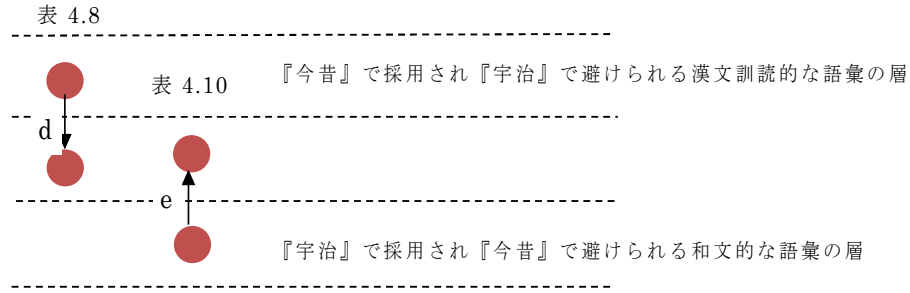 表 4.8
表 4.10
『今昔』で採用され『宇治』で避けられる漢文訓読的な語彙の層
d
e
『宇治』で採用され『今昔』で避けられる和文的な語彙の層